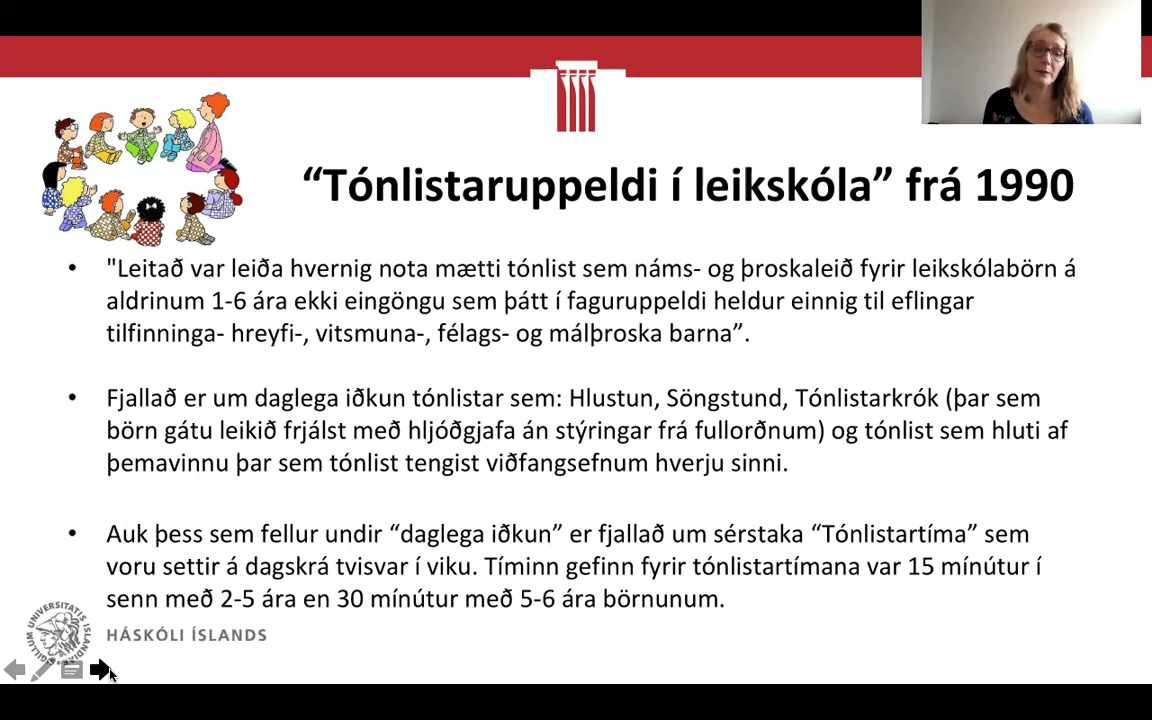 “Tónlistaruppeldi í leikskóla” frá 1990
• "Leitað var leiða hvernig nota mætti tónlist sem náms- og þroskaleið fyrir leikskólabörn á
aldrinum 1-6 ára ekki eingöngu sem þátt í faguruppeldi heldur einnig til eflingar
tilfinninga- hreyfi-, vitsmuna-, félags- og málþroska barna”.
• Fjallað er um daglega iðkun tónlistar sem: Hlustun, Söngstund, Tónlistarkrók (þar sem
börn gátu leikið frjálst með hljóðgjafa án stýringar frá fullorðnum) og tónlist sem hluti af
þemavinnu þar sem tónlist tengist viðfangsefnum hverju sinni.
• Auk þess sem fellur undir “daglega iðkun” er fjallað um sérstaka “Tónlistartíma” sem
voru settir á dagskrá tvisvar í viku. Tíminn gefinn fyrir tónlistartímana var 15 mínútur í
senn með 2-5 ára en 30 mínútur með 5-6 ára börnunum.
SIGILLUM UNIVERSITATIS ISLANDIAE
HÁSKÓLI ÍSLANDS